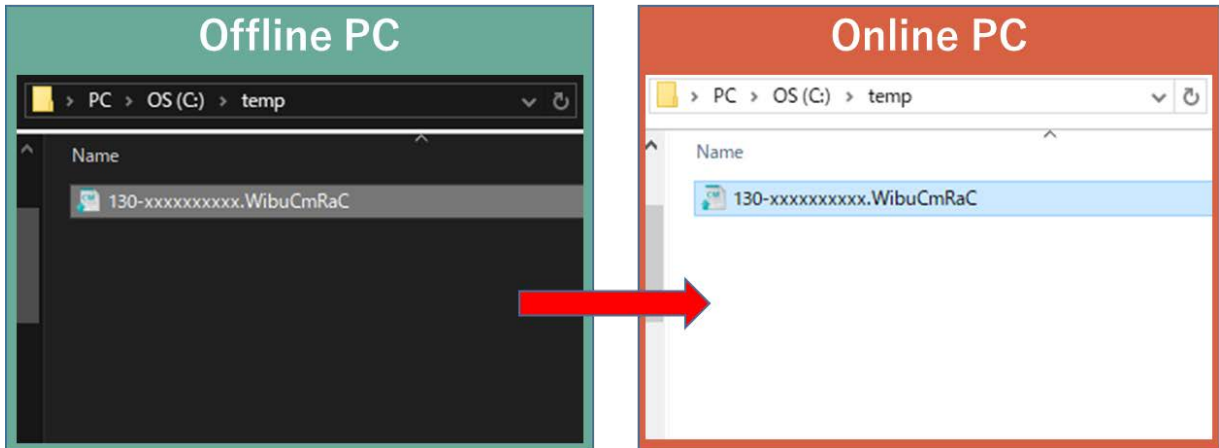 Offline PC
PC > OS (C:) > temp
Name
130-xxxxxxxxxx.WibuCmRaC
Online PC
PC > OS (C:) > temp
Name
130-xxxxxxxxxx.WibuCmRaC